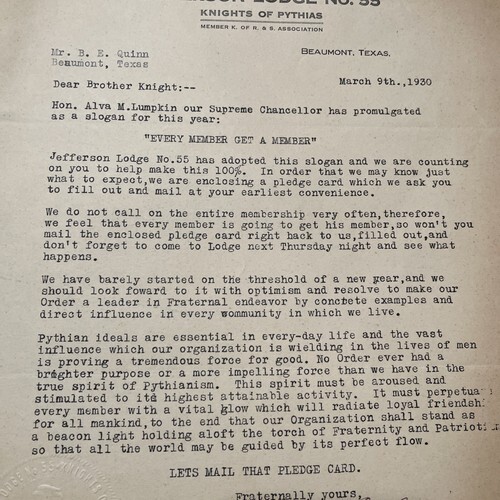 LODGE NO. 55
KNIGHTS OF PYTHIAS
MEMBER K. OF R. & S. ASSOCIATION
Mr. B. E. Quinn
Beaumont, Texas
BEAUMONT, TEXAS.
March 9th.,1930
Dear Brother Knight:--
Hon. Alva M.Lumpkin our Supreme Chancellor has promulgated
as a slogan for this year:
"EVERY MEMBER GET A MEMBER"
Jefferson Lodge No.55 has adopted this slogan and we are counting
on you to help make this 100%. In order that we may know just
what to expect,we are enclosing a pledge card which we ask you
to fill out and mail at your earliest convenience.
We do not call on the entire membership very often,therefore,
we feel that every member is going to get his member,so won't you
mail the enclosed pledge card right hack to us,filled out,and
don't forget to come to Lodge next Thursday night and see what
happens.
We have barely started on the threshold of a new year,and we
should look foward to it with optimism and resolve to make our
Order a leader in Fraternal endeavor by concbete examples and
direct influence in every wommunity in which we live.
Pythian ideals are essential in every-day life and the vast
influence which our organization is wielding in the lives of men
is proving a tremendous force for good. No Order ever had a
brighter purpose or a more impelling force than we have in the
true spirit of Pythianism. This spirit must be aroused and
stimulated to its highest attainable activity. It must
every member with a vital glow which will radiate loyal
for all mankind,to the end that our Organization shall stand as
a beacon light holding aloft the torch of Fraternity and
so that all the world may be guided by its perfect flow.
LETS MAIL THAT PLEDGE CARD.
Fraternally yours,